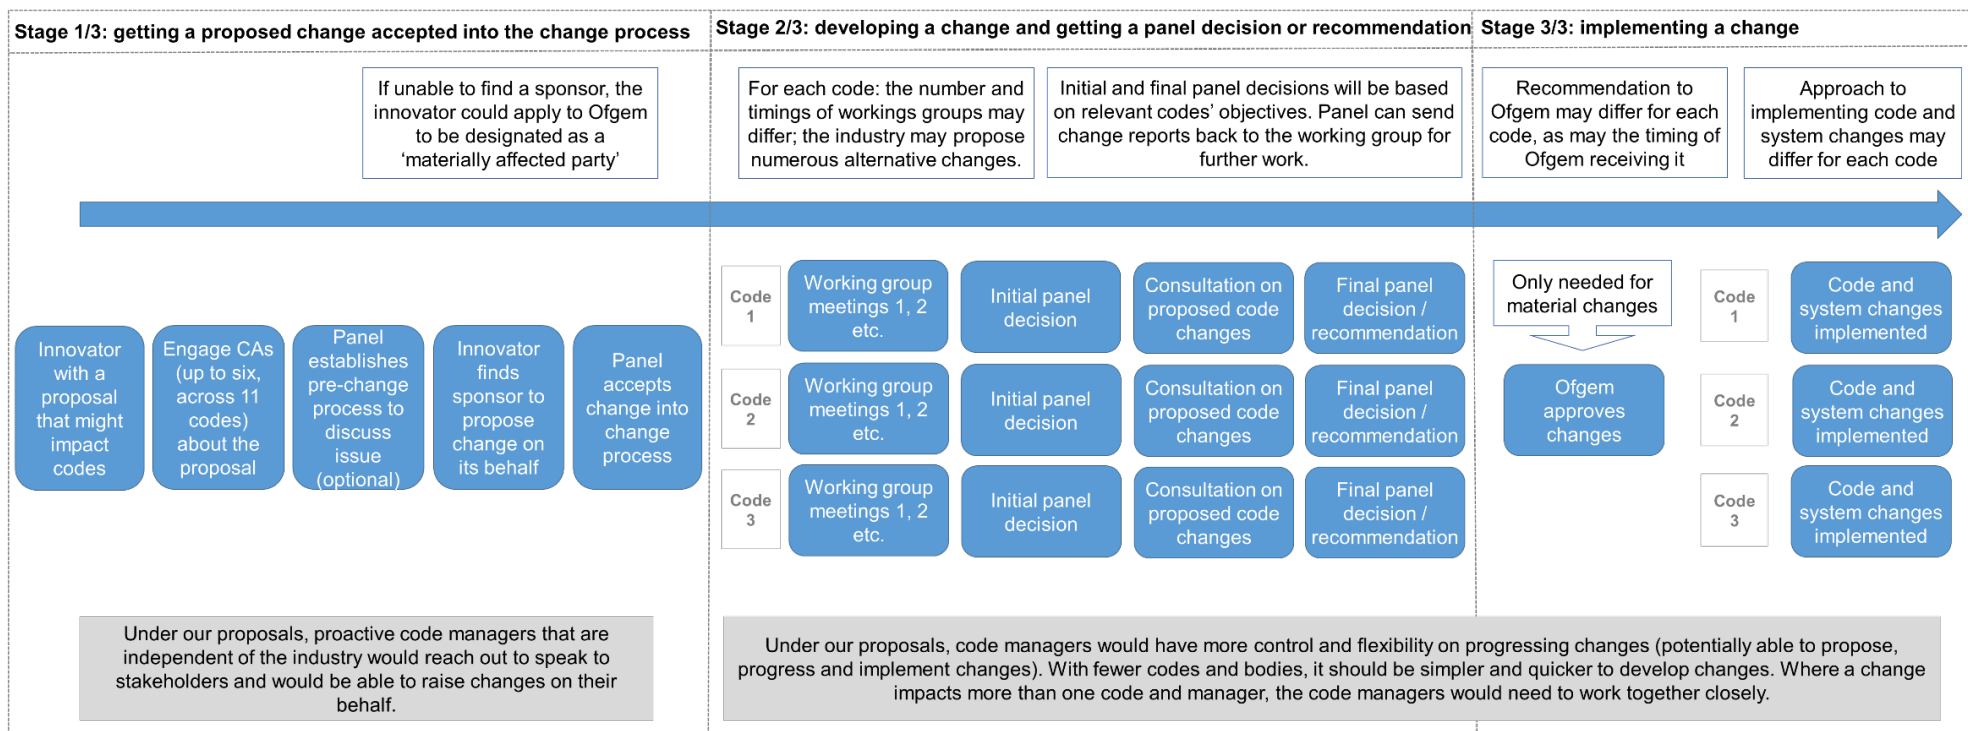 Stage 1/3: getting a proposed change accepted into the change process
If unable to find a sponsor, the
innovator could apply to Ofgem
to be designated as a
‘materially affected party’
Innovator
with a
proposal
that might
impact
codes
Engage CAs
(up to six,
across 11
codes)
about the
proposal
Panel
establishes
pre-change
process to
discuss
issue
(optional)
Innovator
finds
sponsor to
propose
change on
its behalf
Panel
accepts
change into
change
process
Under our proposals, proactive code managers that are
independent of the industry would reach out to speak to
stakeholders and would be able to raise changes on their
behalf.
Stage 2/3: developing a change and getting a panel decision or recommendation
For each code: the number and
timings of workings groups may
differ; the industry may propose
numerous alternative changes.
Initial and final panel decisions will be based
on relevant codes’ objectives. Panel can send
change reports back to the working group for
further work.
Code
1
Working group
meetings 1, 2
etc.
Initial panel
decision
Consultation on
proposed code
changes
Final panel
decision /
recommendation
Code
2
Working group
meetings 1, 2
etc.
Initial panel
decision
Consultation on
proposed code
changes
Final panel
decision /
recommendation
Code
3
Working group
meetings 1, 2
etc.
Initial panel
decision
Consultation on
proposed code
changes
Final panel
decision /
recommendation
Stage 3/3: implementing a change
Recommendation to
Ofgem may differ for each
code, as may the timing of
Ofgem receiving it
Approach to
implementing code and
system changes may
differ for each code
Only needed for
material changes
Ofgem
approves
changes
Code
1
Code and
system changes
implemented
Code
2
Code and
system changes
implemented
Code
3
Code and
system changes
implemented
Under our proposals, code managers would have more control and flexibility on progressing changes (potentially able to propose,
progress and implement changes). With fewer codes and bodies, it should be simpler and quicker to develop changes. Where a change
impacts more than one code and manager, the code managers would need to work together closely.